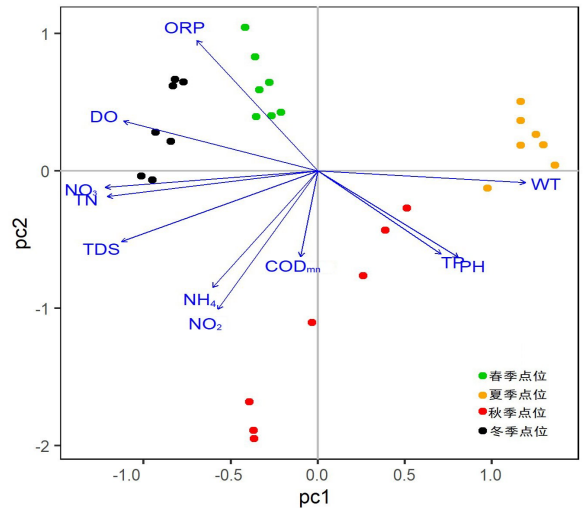 ORP
1
DO
0
WT
NO₃
TN
TDS
CODmn
TP
PH
NH₄
NO₂
pc2
-1
春季点位
夏季点位
秋季点位
冬季点位
-2
-1.0
-0.5
0.0
0.5
1.0
pc1